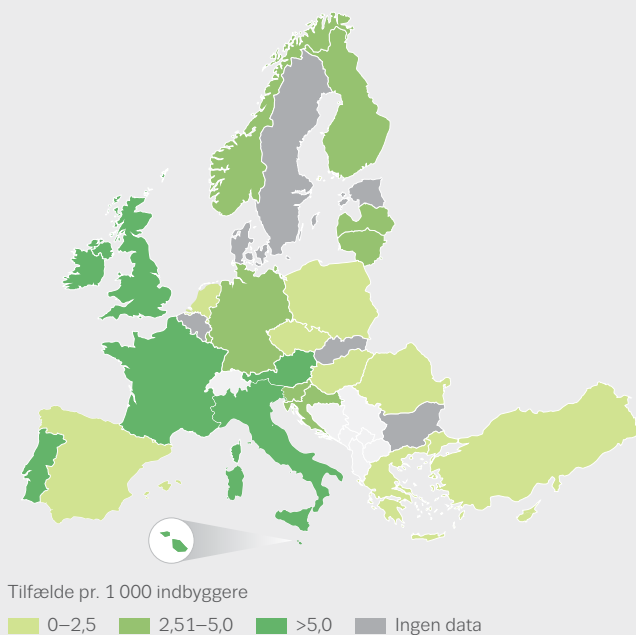 Tilfælde pr. 1 000 indbyggere
0–2,5 2,51–5,0 >5,0 Ingen data